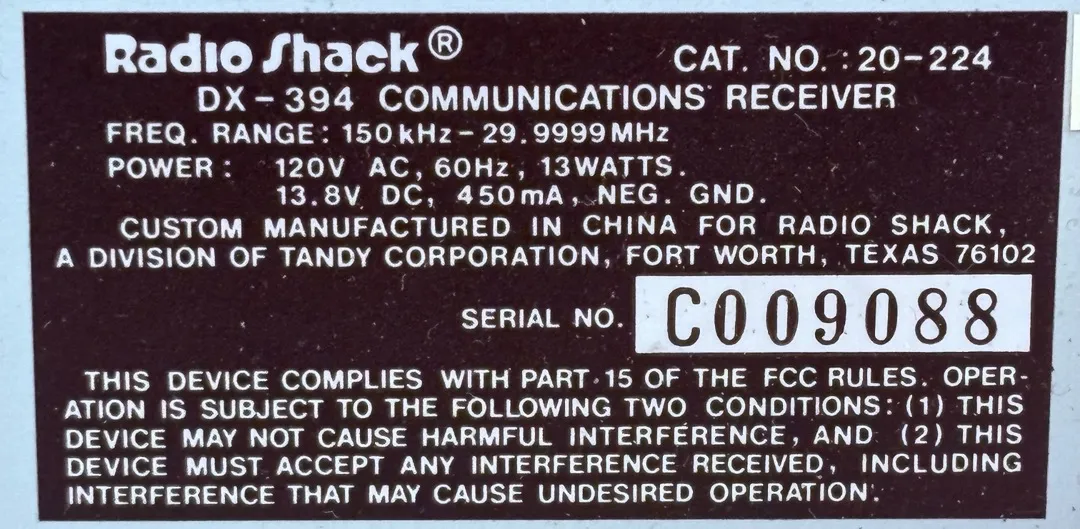 Radio Shack®
CAT. NO.: 20-224
DX-394 COMMUNICATIONS RECEIVER
FREQ. RANGE: 150kHz-29.9999MHz
POWER: 120V AC, 60Hz, 13WATTS.
13.8V DC, 450mA, NEG. GND.
CUSTOM MANUFACTURED IN CHINA FOR RADIO SHACK,
A DIVISION OF TANDY CORPORATION, FORT WORTH, TEXAS 76102
SERIAL NO. C009088
THIS DEVICE COMPLIES WITH PART 15 OF THE FCC RULES. OPER-
ATION IS SUBJECT TO THE FOLLOWING TWO CONDITIONS: (1) THIS
DEVICE MAY NOT CAUSE HARMFUL INTERFERENCE, AND (2) THIS
DEVICE MUST ACCEPT ANY INTERFERENCE RECEIVED, INCLUDING
INTERFERENCE THAT MAY CAUSE UNDESIRED OPERATION.